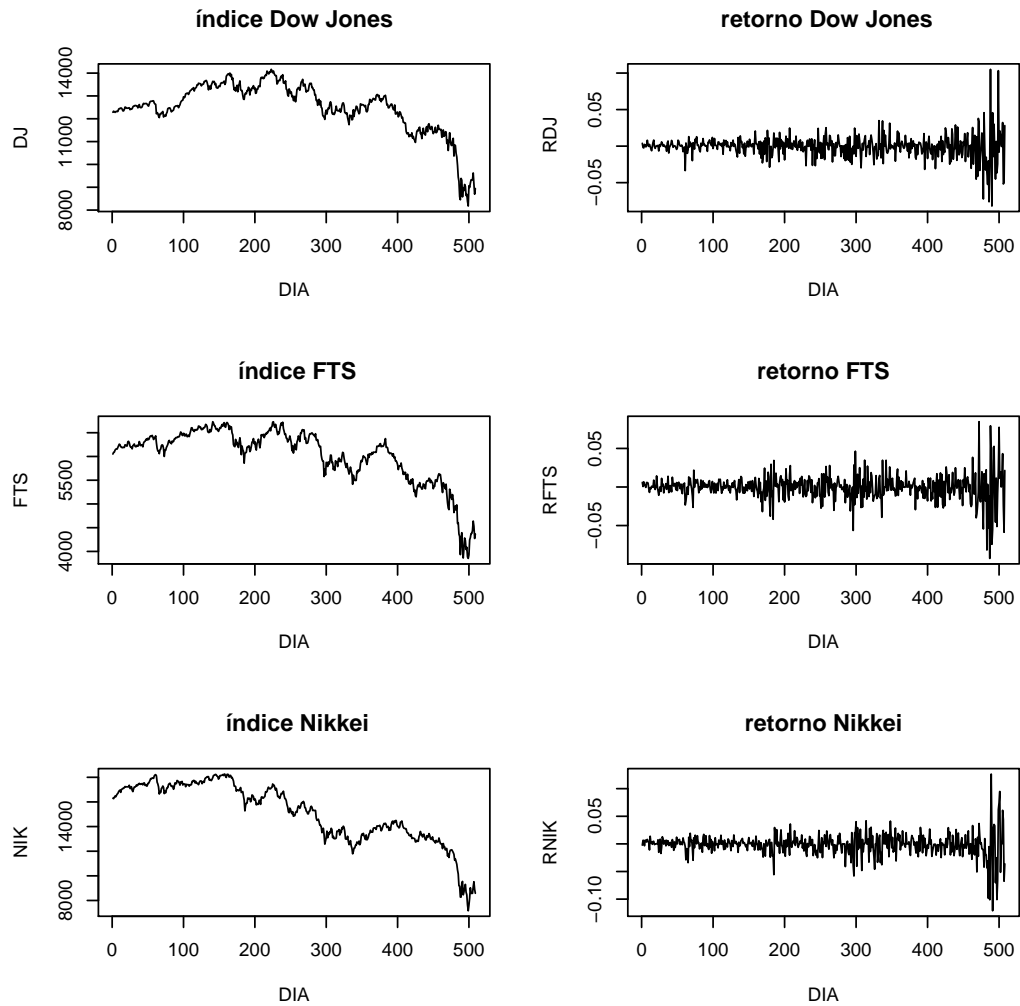 índice Dow Jones
DJ
14000
11000
8000
0 100 200 300 400 500
DIA
retorno Dow Jones
RDJ
0.05
−0.05
0 100 200 300 400 500
DIA
índice FTS
FTS
5500
4000
0 100 200 300 400 500
DIA
retorno FTS
RFTS
0.05
−0.05
0 100 200 300 400 500
DIA
índice Nikkei
NIK
14000
8000
0 100 200 300 400 500
DIA
retorno Nikkei
RNIK
0.05
−0.10
0 100 200 300 400 500
DIA